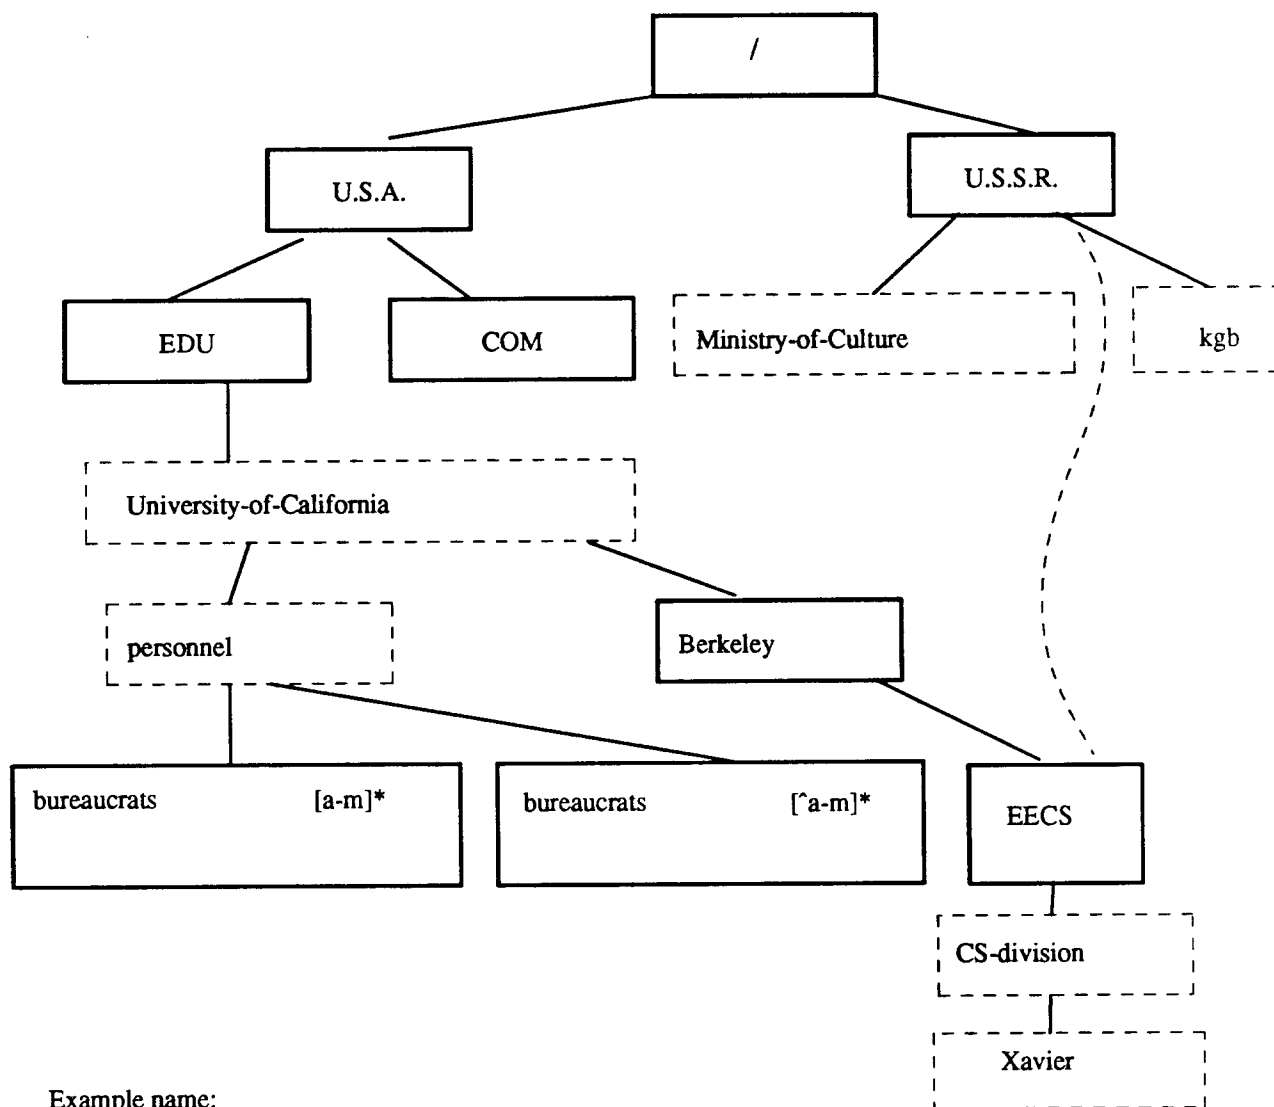 /
U.S.A.
U.S.S.R.
EDU
COM
Ministry-of-Culture
kgb
University-of-California
personnel
Berkeley
bureaucrats [a-m]*
bureaucrats [^a-m]*
EECS
CS-division
Xavier
Example name: